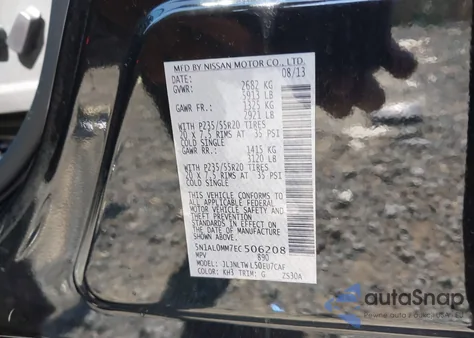 MFD BY NISSAN MOTOR CO., LTD.
DATE: 08/13
GVWR: 2682 KG
5913 LB
GAWR FR.: 1325 KG
2921 LB
WITH P235/55R20 TIRES
20 x 7.5 RIMS AT 35 PSI
COLD SINGLE
GAWR RR.: 1415 KG
3120 LB
WITH P235/55R20 TIRES
20 x 7.5 RIMS AT 35 PSI
COLD SINGLE
THIS VEHICLE CONFORMS TO
ALL APPLICABLE FEDERAL
MOTOR VEHICLE SAFETY AND
THEFT PREVENTION
STANDARDS IN EFFECT ON
THE DATE OF MANUFACTURE
SHOWN ABOVE.
5N1AL0MM7EC506208
MPV 890
MODEL: JLJNLTWL50EU7CAF
COLOR: KH3 TRIM: G Z530A
autoSnap